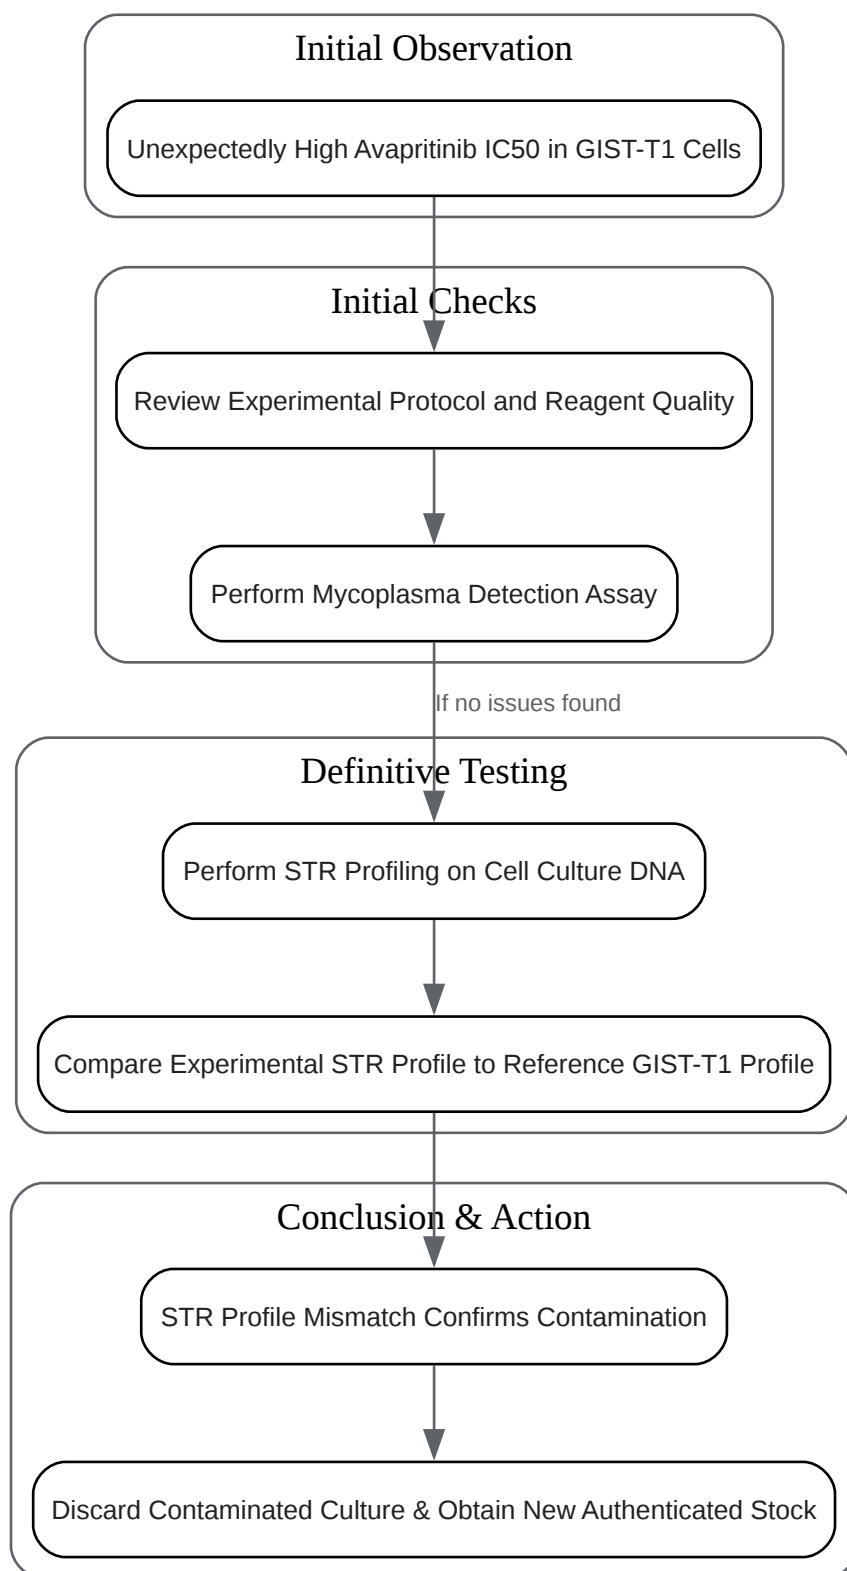 Initial Observation
Unexpectedly High Avapritinib IC50 in GIST-T1 Cells
Initial Checks
Review Experimental Protocol and Reagent Quality
Perform Mycoplasma Detection Assay
If no issues found
Definitive Testing
Perform STR Profiling on Cell Culture DNA
Compare Experimental STR Profile to Reference GIST-T1 Profile
Conclusion & Action
STR Profile Mismatch Confirms Contamination
Discard Contaminated Culture & Obtain New Authenticated Stock